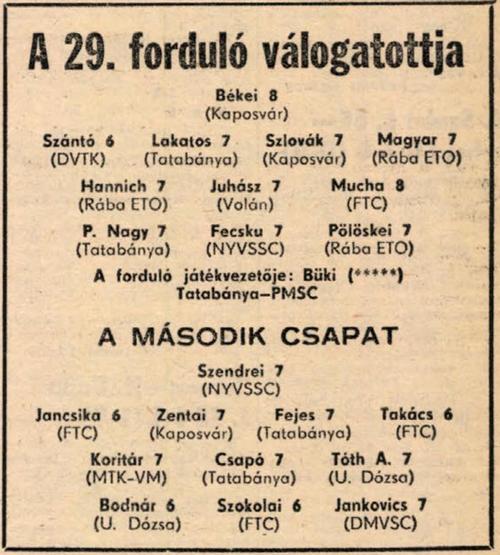 A 29. forduló válogatottja
Békei 8
(Kaposvár)
Szántó 6 Lakatos 7 Szlovák 7 Magyar 7
(DVTK) (Tatabánya) (Kaposvár) (Rába ETO)
Hannich 7 Juhász 7 Mucha 8
(Rába ETO) (Volán) (FTC)
P. Nagy 7 Fecsku 7 Pölöskei 7
(Tatabánya) (NYVSSC) (Rába ETO)
A forduló játékvezetője: Büki (*****)
Tatabánya–PMSC
A MÁSODIK CSAPAT
Szendrei 7
(NYVSSC)
Jancsika 6 Zentai 7 Fejes 7 Takács 6
(FTC) (Kaposvár) (Tatabánya) (FTC)
Koritár 7 Csapó 7 Tóth A. 7
(MTK-VM) (Tatabánya) (U. Dózsa)
Bodnár 6 Szokolai 6 Jankovics 7
(U. Dózsa) (FTC) (DMVSC)